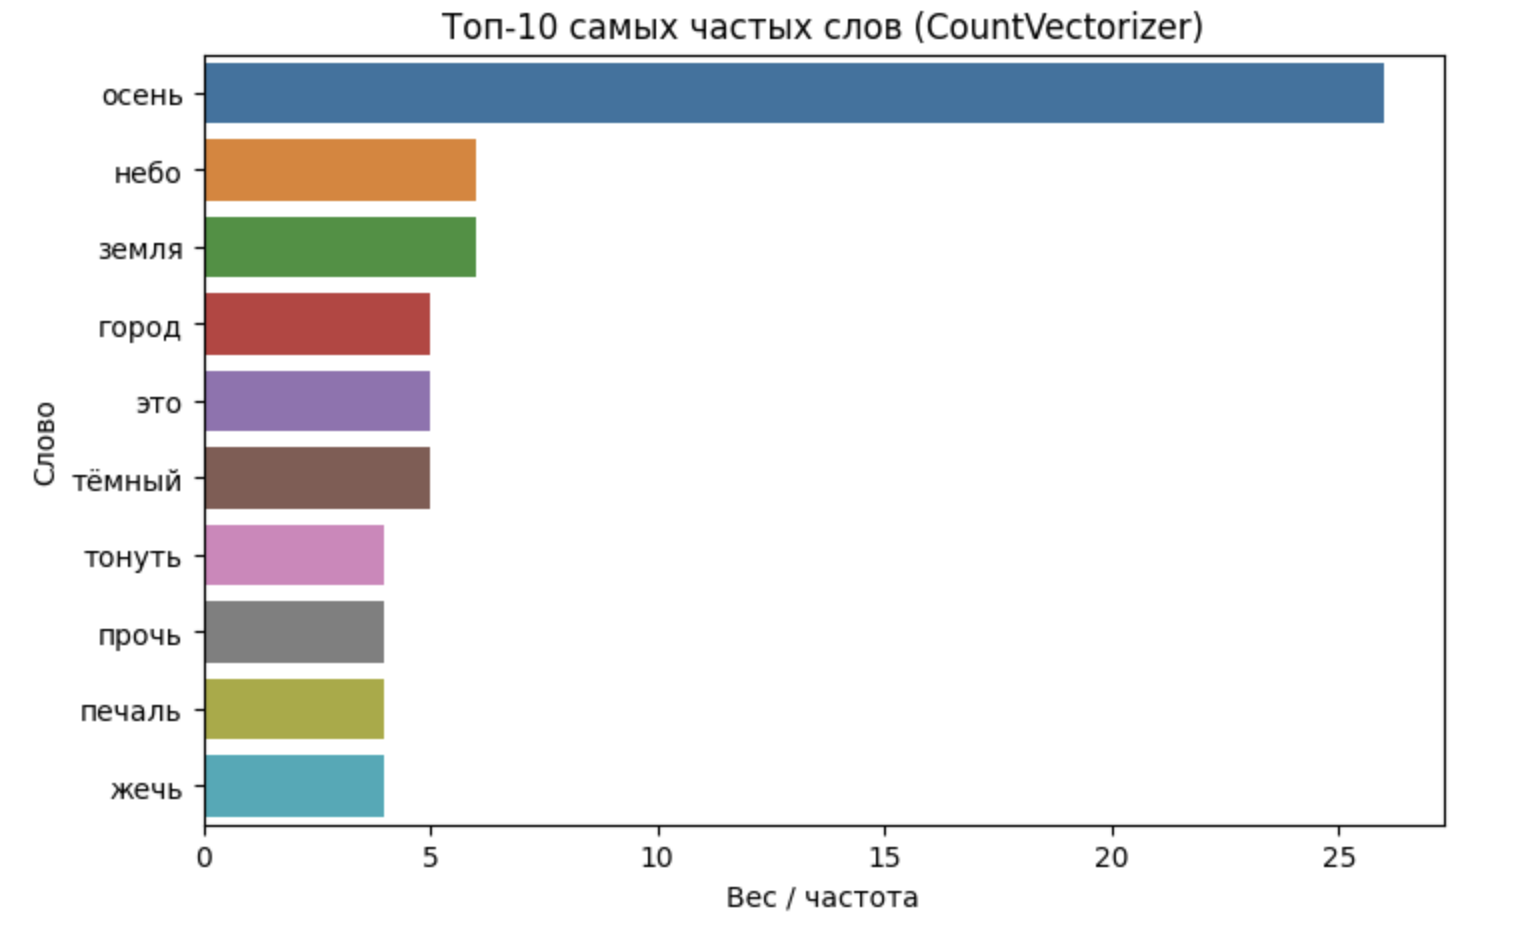 Топ-10 самых частых слов (CountVectorizer)
осень
небо
земля
город
это
тёмный
тонуть
прочь
печаль
жечь
Слово
0 5 10 15 20 25
Вес / частота